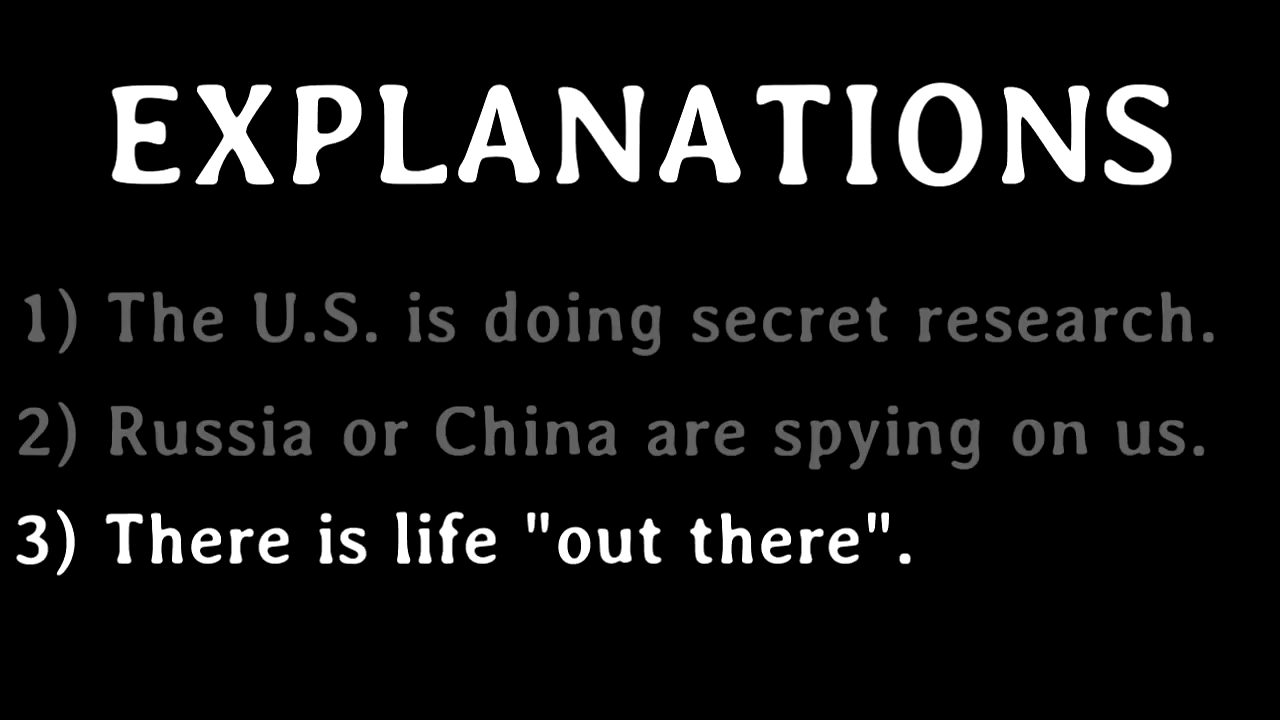 EXPLANATIONS
1) The U.S. is doing secret research.
2) Russia or China are spying on us.
3) There is life "out there".